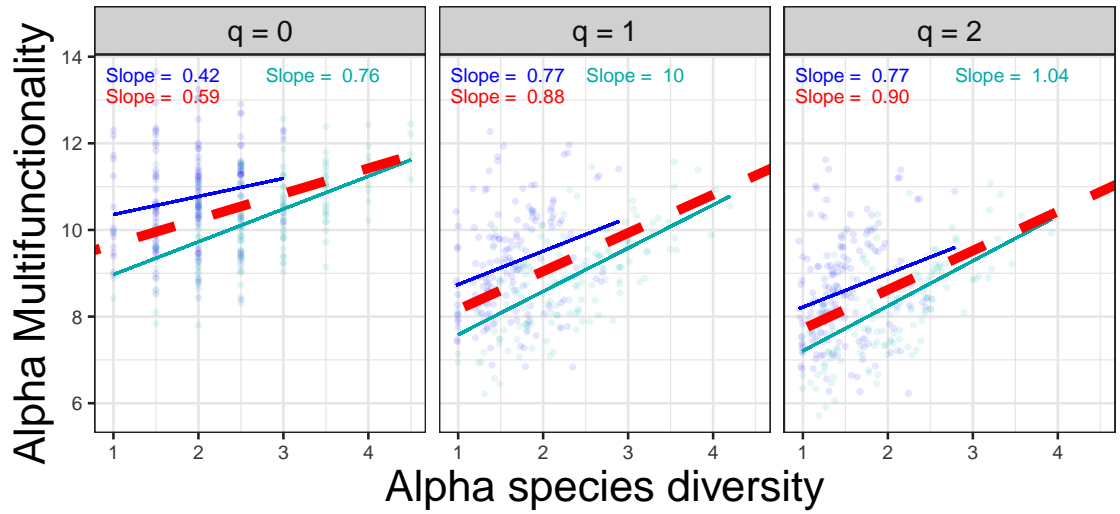 q = 0
q = 1
q = 2
Alpha Multifunctionality
14
12
10
8
6
Slope = 0.42
Slope = 0.76
Slope = 0.59
Slope = 0.77
Slope = 10
Slope = 0.88
Slope = 0.77
Slope = 1.04
Slope = 0.90
1 2 3 4
1 2 3 4
1 2 3 4
Alpha species diversity